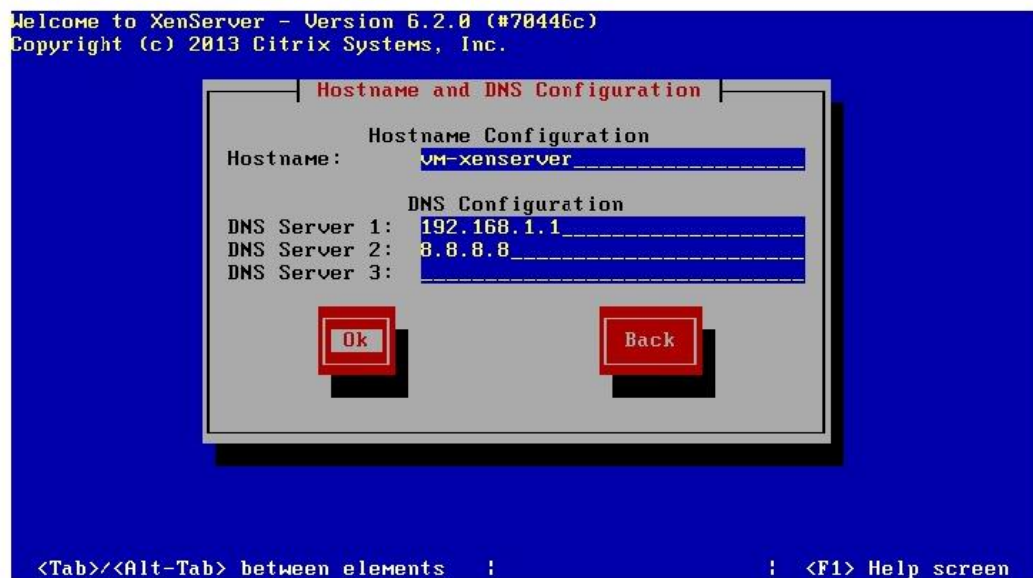 Welcome to XenServer - Version 6.2.0 (#70446c)
Copyright (c) 2013 Citrix Systems, Inc.
Hostname and DNS Configuration
Hostname Configuration
Hostname: vm-xenserver
DNS Configuration
DNS Server 1: 192.168.1.1
DNS Server 2: 8.8.8.8
DNS Server 3:
Ok Back
<Tab>/<Alt-Tab> between elements | | <F1> Help screen